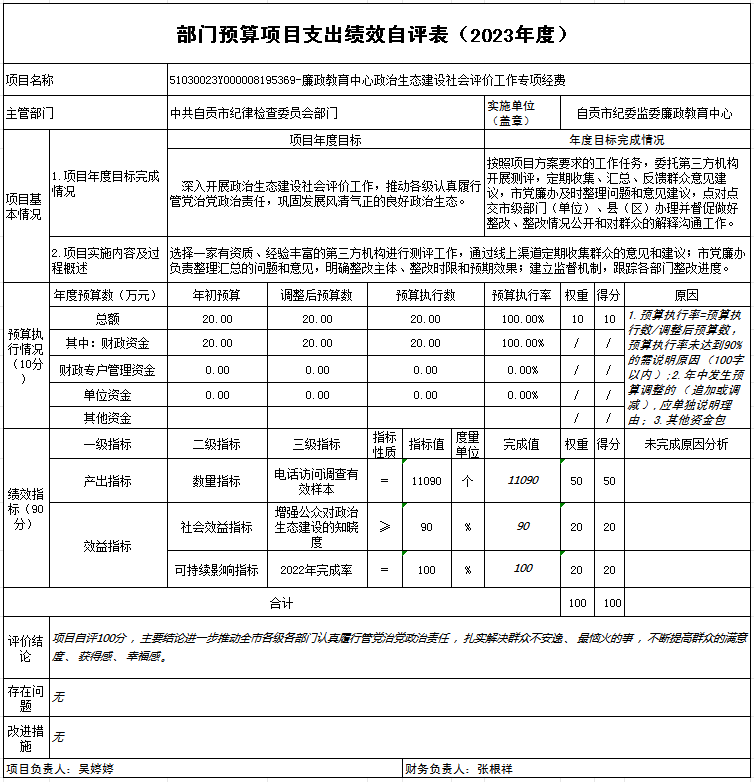 部门预算项目支出绩效自评表（2023年度）
项目名称
51030023Y000008195369-廉政教育中心政治生态建设社会评价工作专项经费
主管部门
中共自贡市纪律检查委员会部门
实施单位
（盖章）
自贡市纪委监委廉政教育中心
项目基
本情况
1.项目年度目标完成
情况
项目年度目标
年度目标完成情况
深入开展政治生态建设社会评价工作，推动各级认真履行
管党治党政治责任，巩固发展风清气正的良好政治生态。
按照项目方案要求的工作任务，委托第三方机构
开展测评，定期收集、汇总、反馈群众意见建
议，市党廉办及时整理问题和意见建议，点对点
交市级部门（单位）、县（区）办理并督促做好
整改、整改情况公开和对群众的解释沟通工作。
2.项目实施内容及过
程概述
选择一家有资质、经验丰富的第三方机构进行测评工作，通过线上渠道定期收集群众的意见和建议；市党廉办
负责整理汇总的问题和意见，明确整改主体、整改时限和预期效果；建立监督机制，跟踪各部门整改进度。
预算执
行情况
（10分）
年度预算数（万元） 年初预算 调整后预算数 预算执行数 预算执行率 权重 得分 原因
总额 20.00 20.00 20.00 100.00% 10 10
其中：财政资金 20.00 20.00 20.00 100.00% / /
财政专户管理资金 0.00 0.00 0.00 0.00% / /
单位资金 0.00 0.00 0.00 0.00% / /
其他资金 / /
1.预算执行率=预算执
行数/调整后预算数，
预算执行率未达到90%
的需说明原因（100字
以内）；2.年中发生预
算调整的（追加或调
减），应单独说明理
由；3.其他资金包
绩效指
标（90
分）
一级指标 二级指标 三级指标 指标
性质 指标值 度量
单位 完成值 权重 得分 未完成原因分析
产出指标 数量指标 电话访问调查有
效样本 ＝ 11090 个 11090 50 50
效益指标
社会效益指标 增强公众对政治
生态建设的知晓
度 ≥ 90 % 90 20 20
可持续影响指标 2022年完成率 ＝ 100 % 100 20 20
合计 100 100
评价结
论
项目自评100分，主要结论进一步推动全市各级各部门认真履行管党治党政治责任，扎实解决群众不安逸、最恼火的事，不断提高群众的满意
度、获得感、幸福感。
存在问
题
无
改进措
施
无
项目负责人：吴婷婷
财务负责人：张根祥